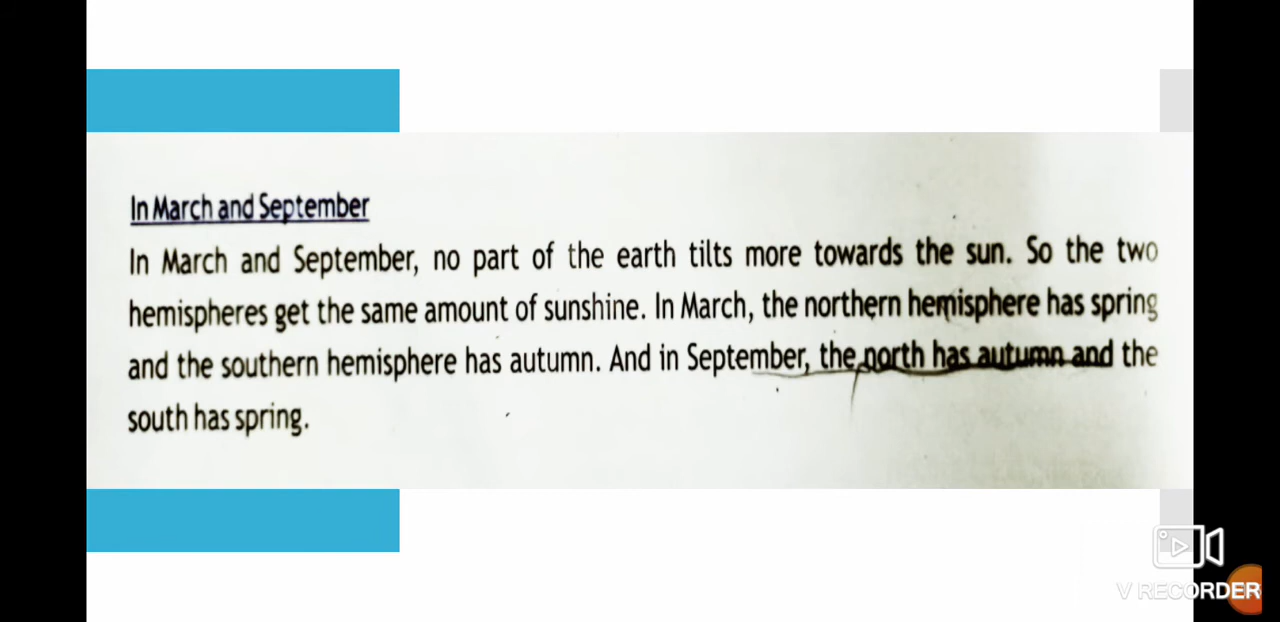 In March and September
In March and September, no part of the earth tilts more towards the sun. So the two
hemispheres get the same amount of sunshine. In March, the northern hemisphere has spring
and the southern hemisphere has autumn. And in September, the north has autumn and the
south has spring.
V RECORDER